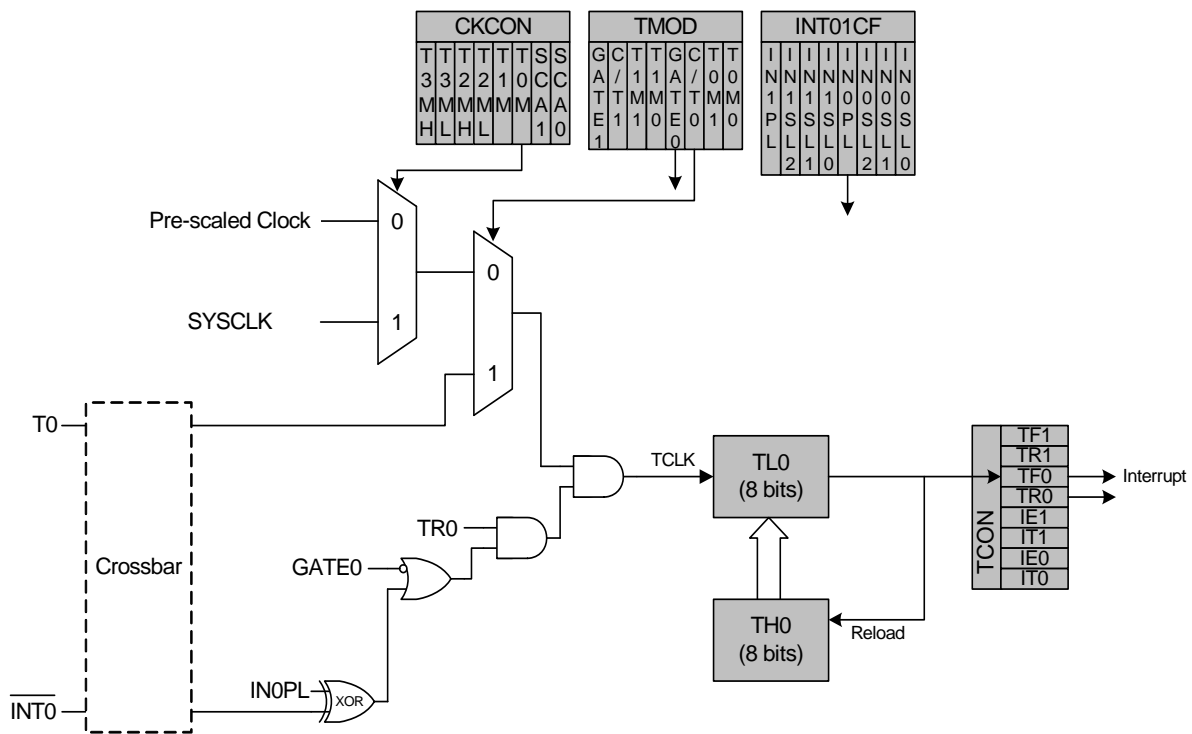 CKCON
T3MH
T3ML
T2MH
T2ML
T1M
T0M
SCA1
SCA0
TMOD
GATE1
C/T1
T1M1
T1M0
GATE0
C/T0
T0M1
T0M0
INT01CF
IN1PL
IN1SL2
IN1SL1
IN1SL0
IN0PL
IN0SL2
IN0SL1
IN0SL0
Pre-scaled Clock
0
SYSCLK
1
0
1
T0
Crossbar
INT0
TR0
GATE0
IN0PL
XOR
TCLK
TL0
(8 bits)
TH0
(8 bits)
Reload
TCON
TF1
TR1
TF0
TR0
IE1
IT1
IE0
IT0
Interrupt